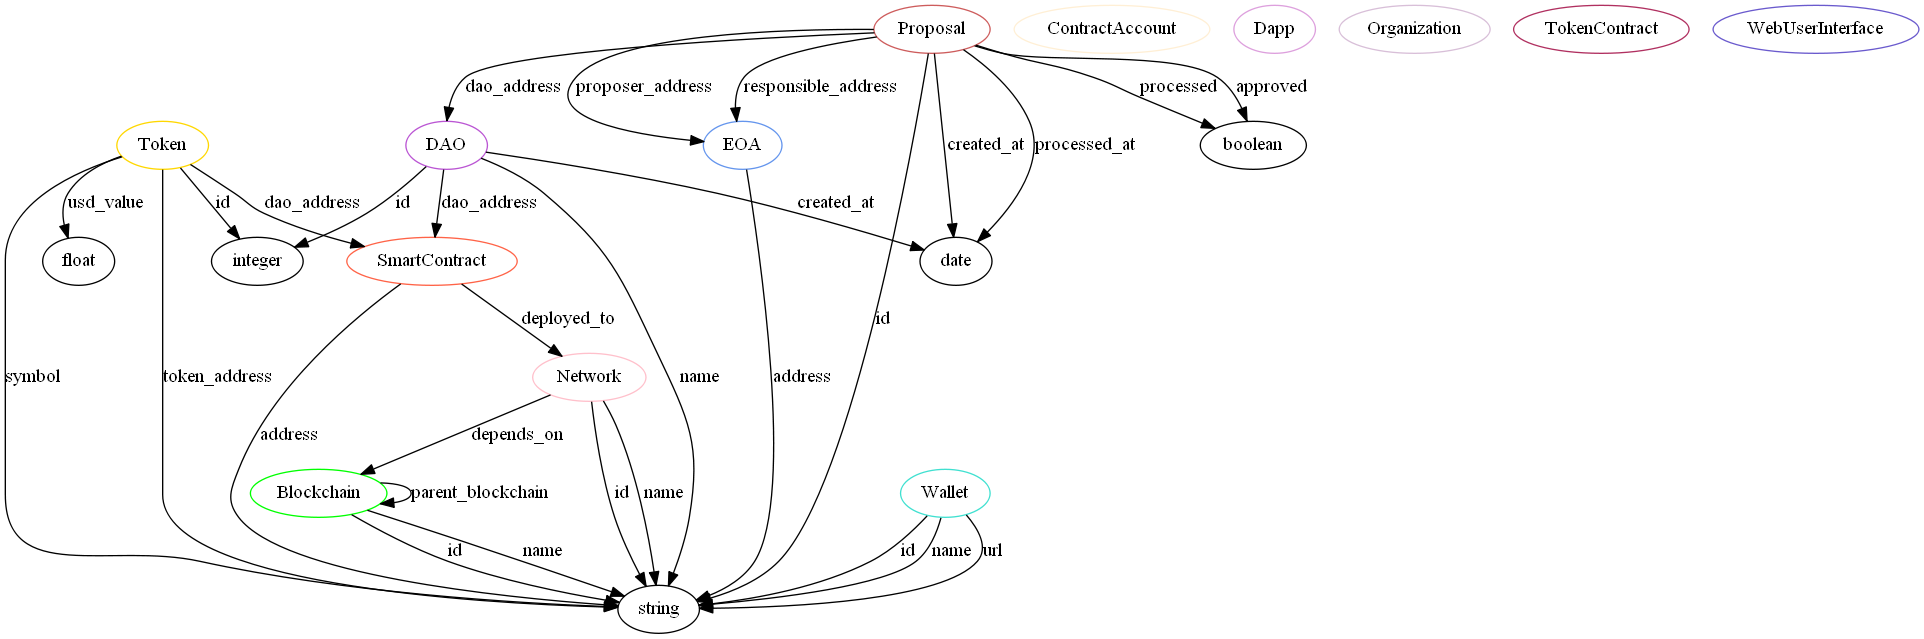 Proposal
ContractAccount
Dapp
Organization
TokenContract
WebUserInterface
dao_address
proposer_address
responsible_address
processed
approved
Token
DAO
EOA
created_at
processed_at
boolean
usd_value
id
dao_address
id
dao_address
created_at
float
integer
SmartContract
date
deployed_to
id
symbol
token_address
Network
name
address
address
depends_on
Blockchain
parent_blockchain
id
name
Wallet
id
name
id
name
url
string